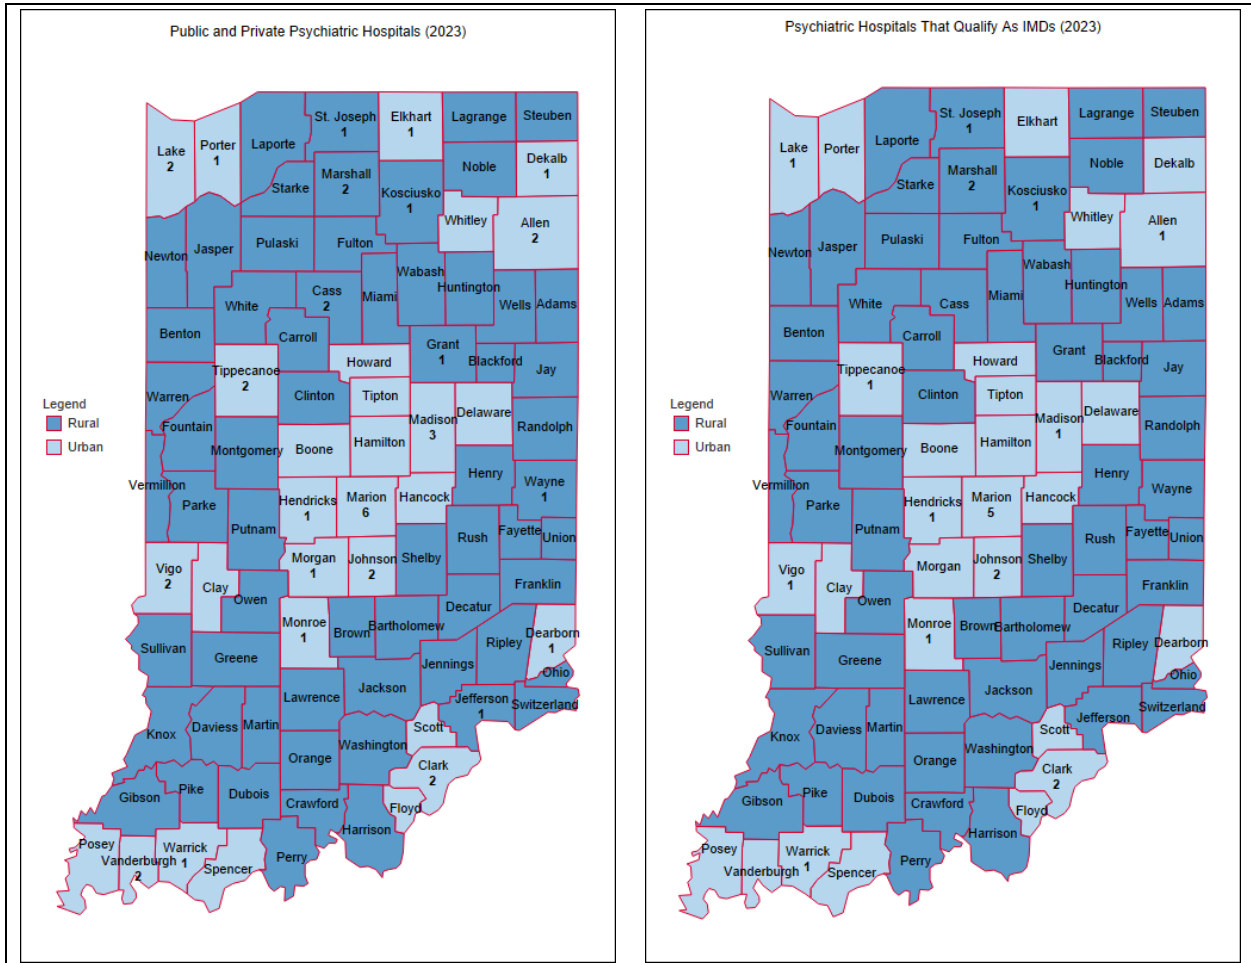 Public and Private Psychiatric Hospitals (2023)
St. Joseph
1
Elkhart
1
Lagrange
Steuben
Lake
2
Porter
1
Laporte
Noble
Dekalb
1
Starke
Marshall
2
Kosciusko
1
Whitley
Allen
2
Newton
Jasper
Pulaski
Fulton
Wabash
Huntington
White
Cass
2
Miami
Wells
Adams
Benton
Carroll
Grant
1
Howard
Blackford
Jay
Tippecanoe
2
Warren
Clinton
Tipton
Madison
3
Delaware
Legend
Rural
Urban
Fountain
Randolph
Montgomery
Boone
Hamilton
Henry
Vermillion
Parke
Hendricks
1
Marion
6
Hancock
Wayne
1
Putnam
Fayette
Union
Rush
Morgan
1
Johnson
2
Shelby
Vigo
2
Clay
Owen
Franklin
Decatur
Monroe
1
Brown
Bartholomew
Sullivan
Greene
Ripley
Dearborn
1
Jennings
Ohio
Lawrence
Jackson
Jefferson
1
Switzerland
Knox
Daviess
Martin
Scott
Washington
Orange
Clark
2
Gibson
Pike
Dubois
Crawford
Floyd
Harrison
Posey
Vanderburgh
2
Warrick
1
Spencer
Perry
Psychiatric Hospitals That Qualify As IMDs (2023)
St. Joseph
1
Elkhart
Lagrange
Steuben
Lake
1
Porter
Laporte
Noble
Dekalb
Starke
Marshall
2
Kosciusko
1
Whitley
Allen
1
Newton
Jasper
Pulaski
Fulton
Wabash
Huntington
White
Cass
Miami
Wells
Adams
Benton
Carroll
Grant
Howard
Blackford
Jay
Tippecanoe
1
Warren
Clinton
Tipton
Madison
1
Delaware
Legend
Rural
Urban
Fountain
Randolph
Montgomery
Boone
Hamilton
Henry
Vermillion
Parke
Hendricks
1
Marion
5
Hancock
Wayne
Putnam
Fayette
Union
Rush
Morgan
Johnson
2
Shelby
Vigo
1
Clay
Owen
Franklin
Decatur
Monroe
1
Brown
Bartholomew
Sullivan
Greene
Ripley
Dearborn
Jennings
Ohio
Lawrence
Jackson
Jefferson
Switzerland
Knox
Daviess
Martin
Scott
Washington
Orange
Clark
2
Gibson
Pike
Dubois
Crawford
Floyd
Harrison
Posey
Vanderburgh
Warrick
1
Spencer
Perry